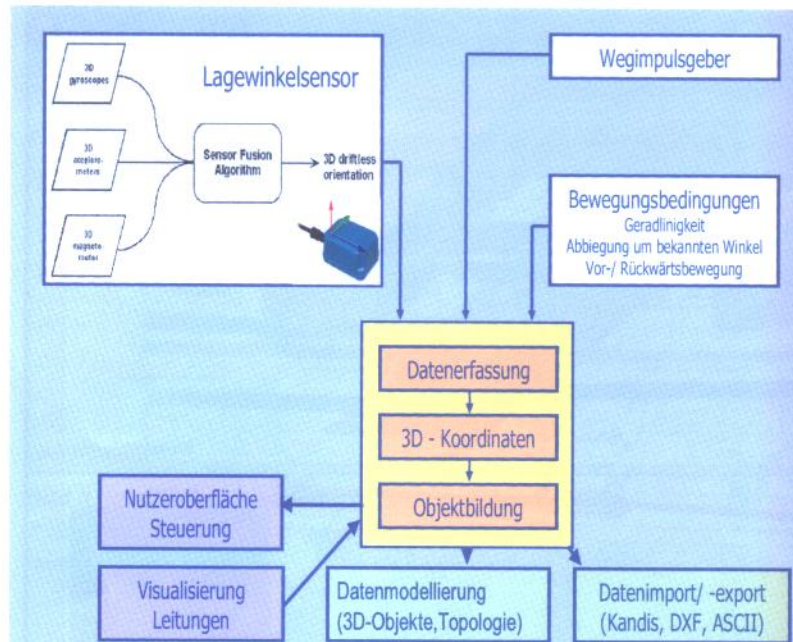 3D
gyroscopes
3D
accelero-
meters
3D
magneto-
meter
Lagewinkelsensor
Sensor Fusion
Algorithm
3D driftless
orientation
Wegimpulsgeber
Bewegungsbedingungen
Geradlinigkeit
Abbiegung um bekannten Winkel
Vor-/ Rückwärtsbewegung
Datenerfassung
3D - Koordinaten
Objektbildung
Nutzeroberfläche
Steuerung
Visualisierung
Leitungen
Datenmodellierung
(3D-Objekte,Topologie)
Datenimport/ -export
(Kandis, DXF, ASCII)